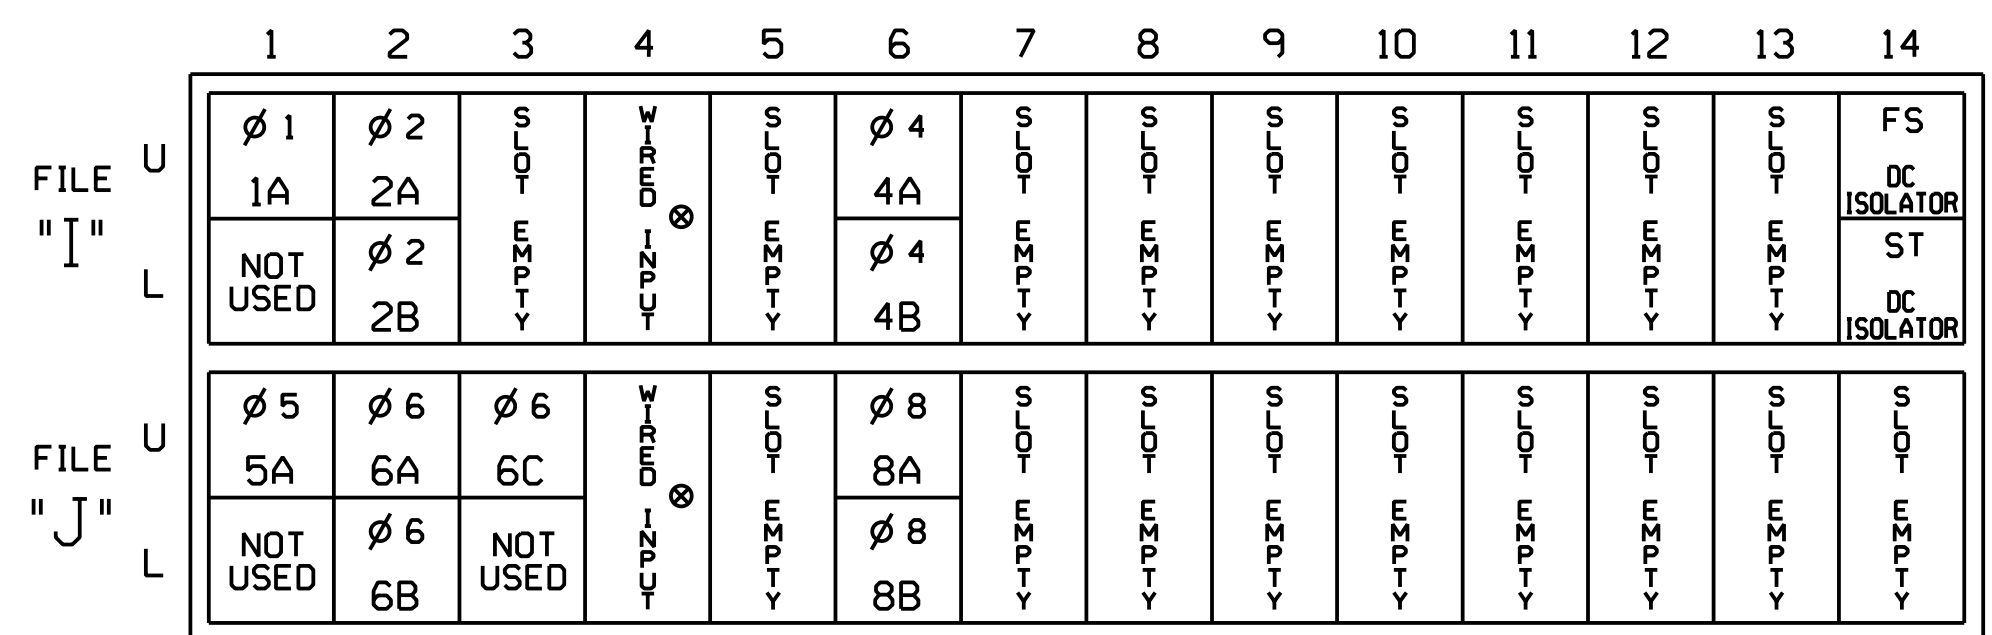 1 2 3 4 5 6 7 8 9 10 11 12 13 14
FILE "I"
U
L
Ø 1
1A
NOT
USED
Ø 2
2A
Ø 2
2B
SLOT EMPTY
WIRED INPUT ⊗
SLOT EMPTY
Ø 4
4A
Ø 4
4B
SLOT EMPTY
SLOT EMPTY
SLOT EMPTY
SLOT EMPTY
SLOT EMPTY
SLOT EMPTY
SLOT EMPTY
FS
DC
ISOLATOR
ST
DC
ISOLATOR
FILE "J"
U
L
Ø 5
5A
NOT
USED
Ø 6
6A
Ø 6
6B
Ø 6
6C
NOT
USED
WIRED INPUT ⊗
SLOT EMPTY
Ø 8
8A
Ø 8
8B
SLOT EMPTY
SLOT EMPTY
SLOT EMPTY
SLOT EMPTY
SLOT EMPTY
SLOT EMPTY
SLOT EMPTY
SLOT EMPTY